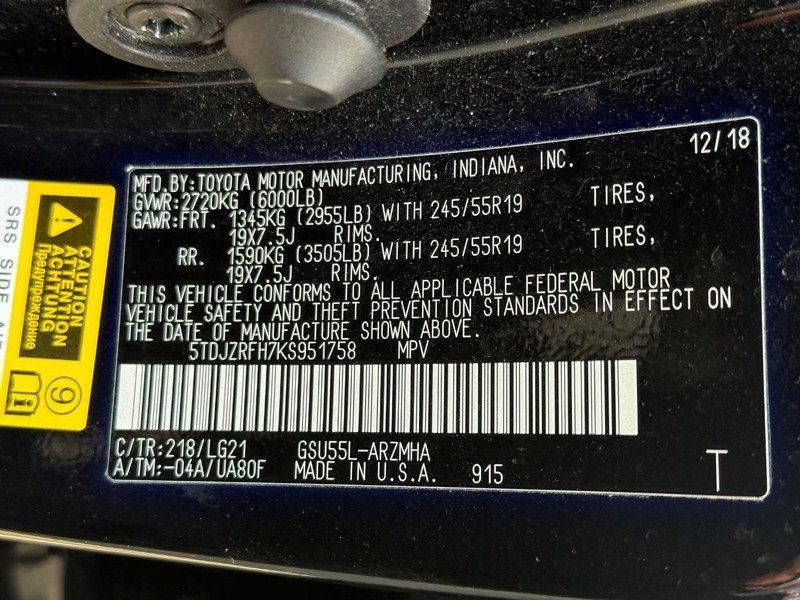 12/18
MFD.BY:TOYOTA MOTOR MANUFACTURING, INDIANA, INC.
GVWR:2720KG (6000LB)
GAWR:FRT. 1345KG (2955LB) WITH 245/55R19 TIRES,
19X7.5J RIMS.
RR. 1590KG (3505LB) WITH 245/55R19 TIRES,
19X7.5J RIMS.
THIS VEHICLE CONFORMS TO ALL APPLICABLE FEDERAL MOTOR
VEHICLE SAFETY AND THEFT PREVENTION STANDARDS IN EFFECT ON
THE DATE OF MANUFACTURE SHOWN ABOVE.
5TDJZRFH7KS951758 MPV
C/TR:218/LG21 GSU55L-ARZMHA
A/TM:-04A/UA80F MADE IN U.S.A. 915 T
CAUTION
ATTENTION
ACHTUNG
Предупреждение
9
SRS SIDE